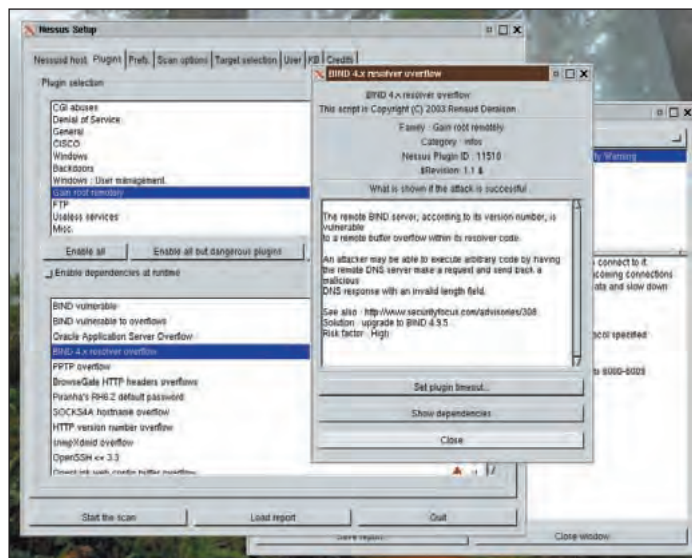 Nessus Setup
Nessusd host Plugins Prefs. Scan options Target selection User KB Credits
Plugin selection
CGI abuses
Denial of Service
General
CISCO
Windows
Backdoors
Windows : User management
Gain root remotely
FTP
Useless services
Misc.
Enable all
Enable all but dangerous plugins
Enable dependencies at runtime
BIND vulnerable
BIND vulnerable to overflows
Oracle Application Server Overflow
BIND 4.x resolver overflow
PPTP overflow
BrowseGate HTTP headers overflows
Piranha's RH6.2 default password
SOCKS4A hostname overflow
HTTP version number overflow
OpenSSH <= 3.3
Start the scan
Load report
Quit
BIND 4.x resolver overflow
BIND 4.x resolver overflow
This script is Copyright (C) 2003 Renaud Deraison
Family : Gain root remotely
Category : infos
Nessus Plugin ID : 11510
$Revision: 1.1 $
What is shown if the attack is successful
The remote BIND server, according to its version number, is
vulnerable
to a remote buffer overflow within its resolver code.
An attacker may be able to execute arbitrary code by having
the remote DNS server make a request and send back a
malicious
DNS response with an invalid length field.
See also : http://www.securityfocus.com/advisories/308
Solution : upgrade to BIND 4.9.5
Risk factor : High
Set plugin timeout...
Show dependencies
Close
Warning
connect to it.
incoming connections
and slow down
specified
6000-6009
Save report...
Close window